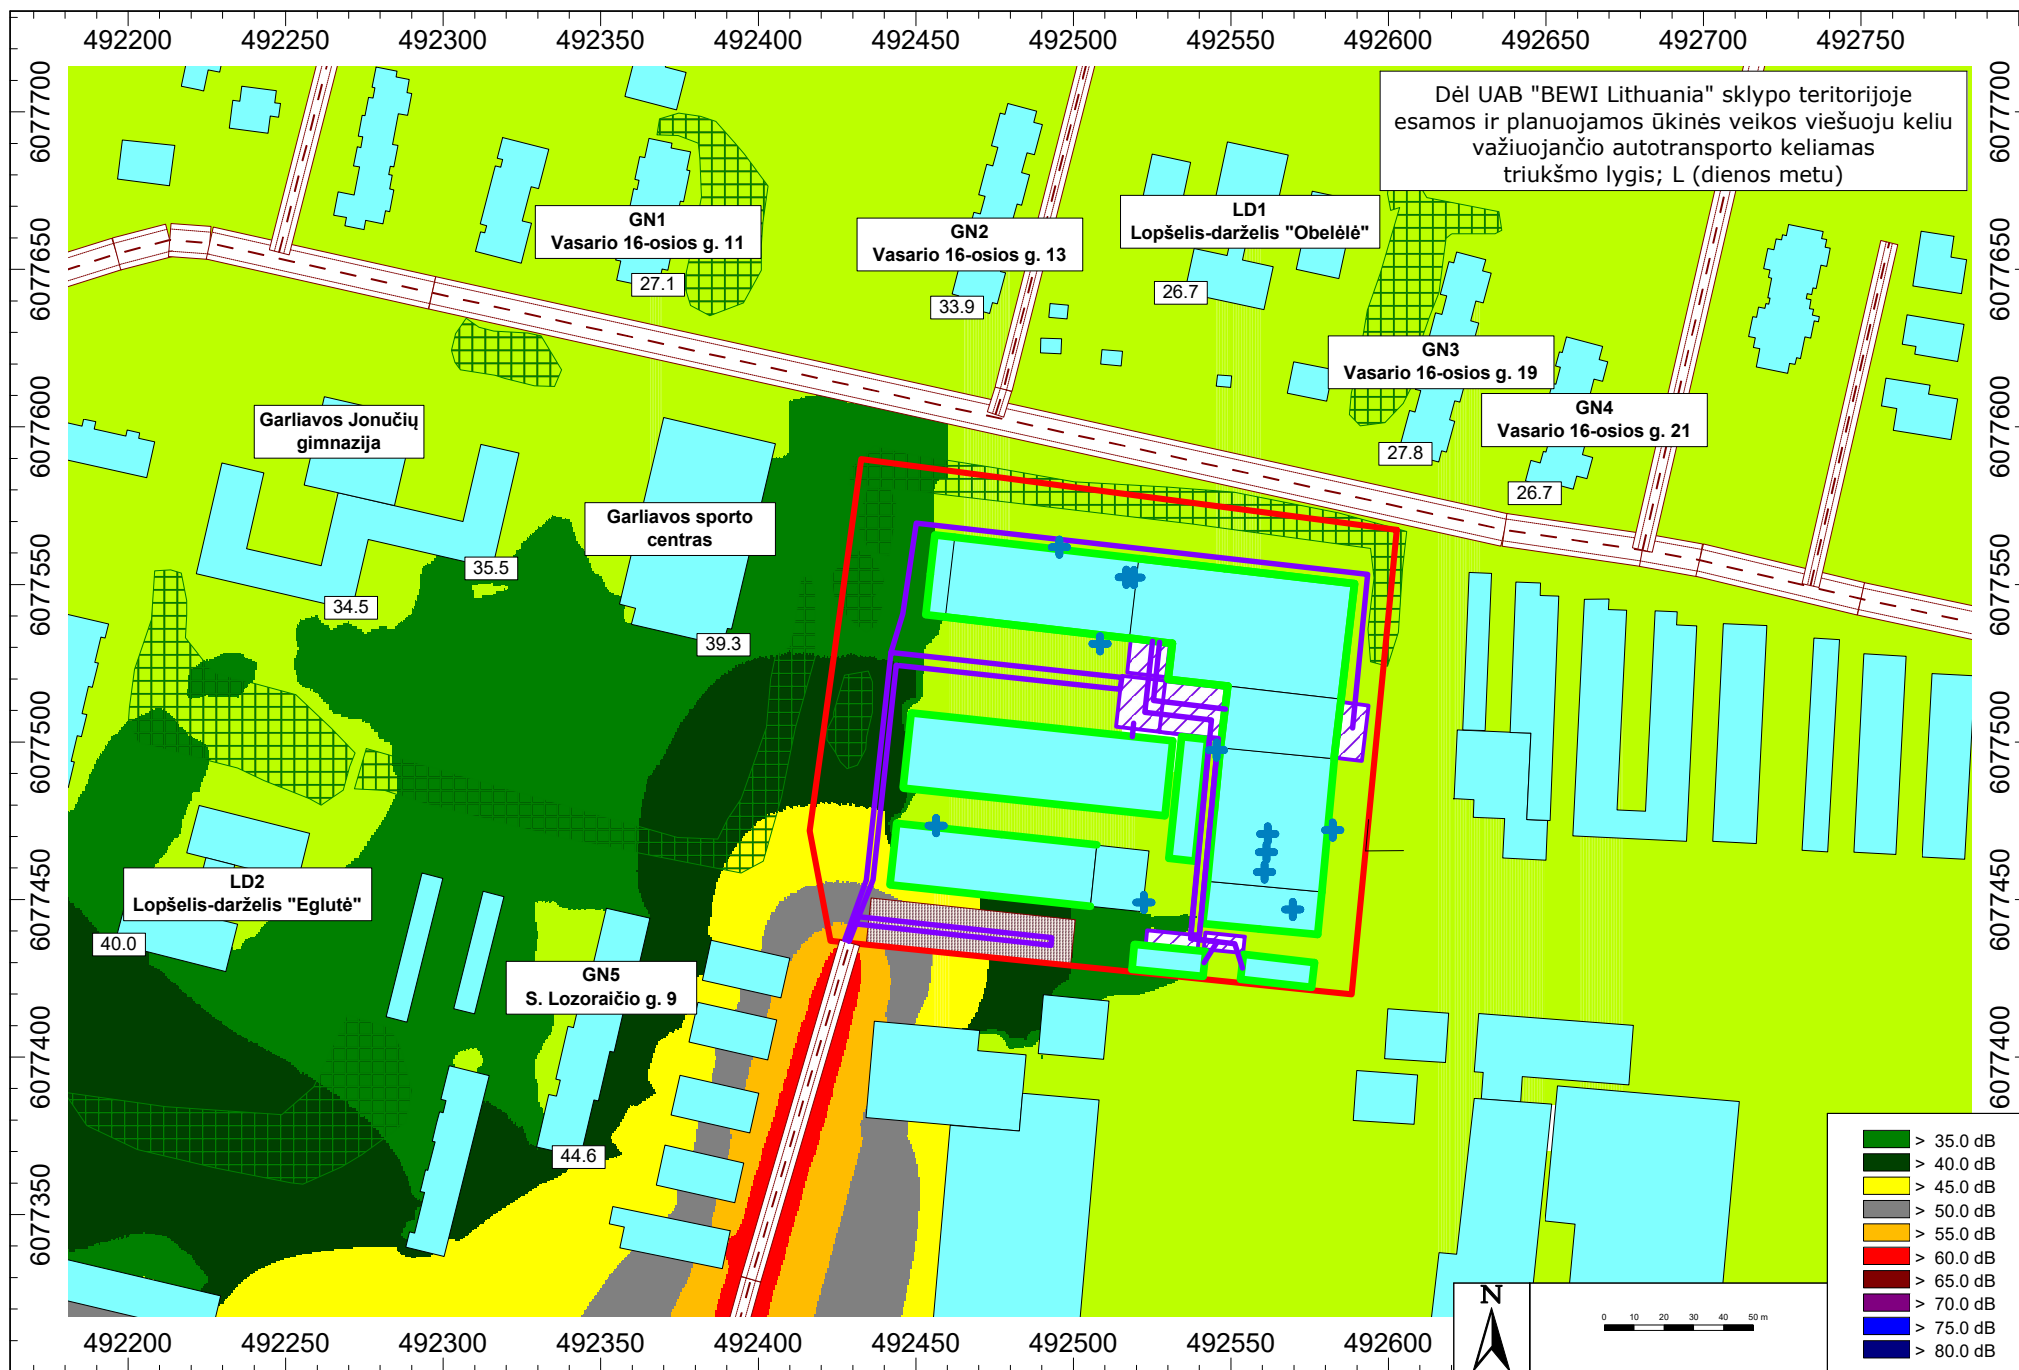 492200 492250 492300 492350 492400 492450 492500 492550 492600 492650 492700 492750
6077700
6077650
6077600
6077550
6077500
6077450
6077400
6077350
6077700
6077650
6077600
6077550
6077500
6077450
6077400
Dėl UAB "BEWI Lithuania" sklypo teritorijoje
esamos ir planuojamos ūkinės veikos viešuoju keliu
važiuojančio autotransporto keliamas
triukšmo lygis; L (dienos metu)
GN1
Vasario 16-osios g. 11
27.1
GN2
Vasario 16-osios g. 13
33.9
LD1
Lopšelis-darželis "Obelėlė"
26.7
GN3
Vasario 16-osios g. 19
27.8
GN4
Vasario 16-osios g. 21
26.7
Garliavos Jonučių
gimnazija
35.5
34.5
Garliavos sporto
centras
39.3
LD2
Lopšelis-darželis "Eglutė"
40.0
GN5
S. Lozoraičio g. 9
44.6
> 35.0 dB
> 40.0 dB
> 45.0 dB
> 50.0 dB
> 55.0 dB
> 60.0 dB
> 65.0 dB
> 70.0 dB
> 75.0 dB
> 80.0 dB
N
0 10 20 30 40 50 m
492200 492250 492300 492350 492400 492450 492500 492550 492600